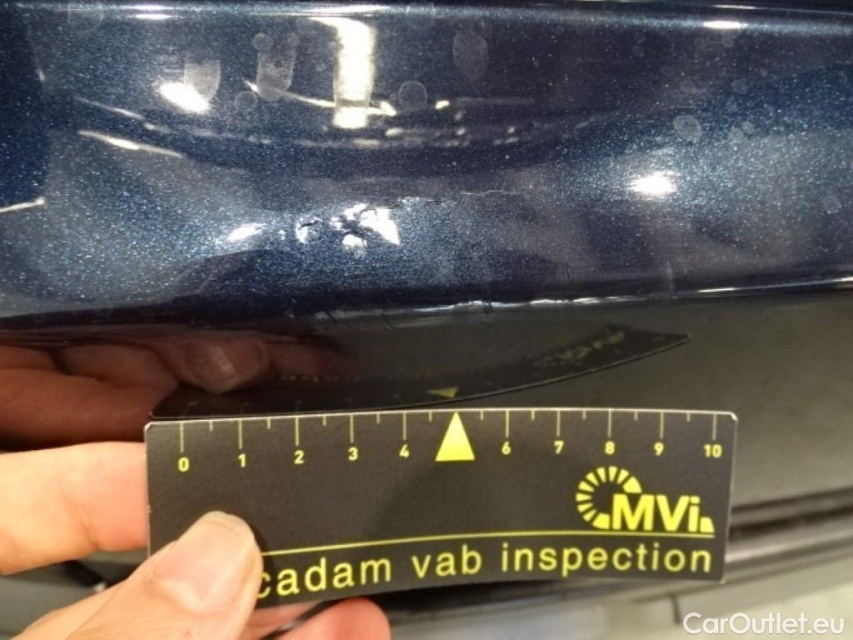 0 1 2 3 4 6 7 8 9 10
MVi
cadam vab inspection
CarOutlet.eu